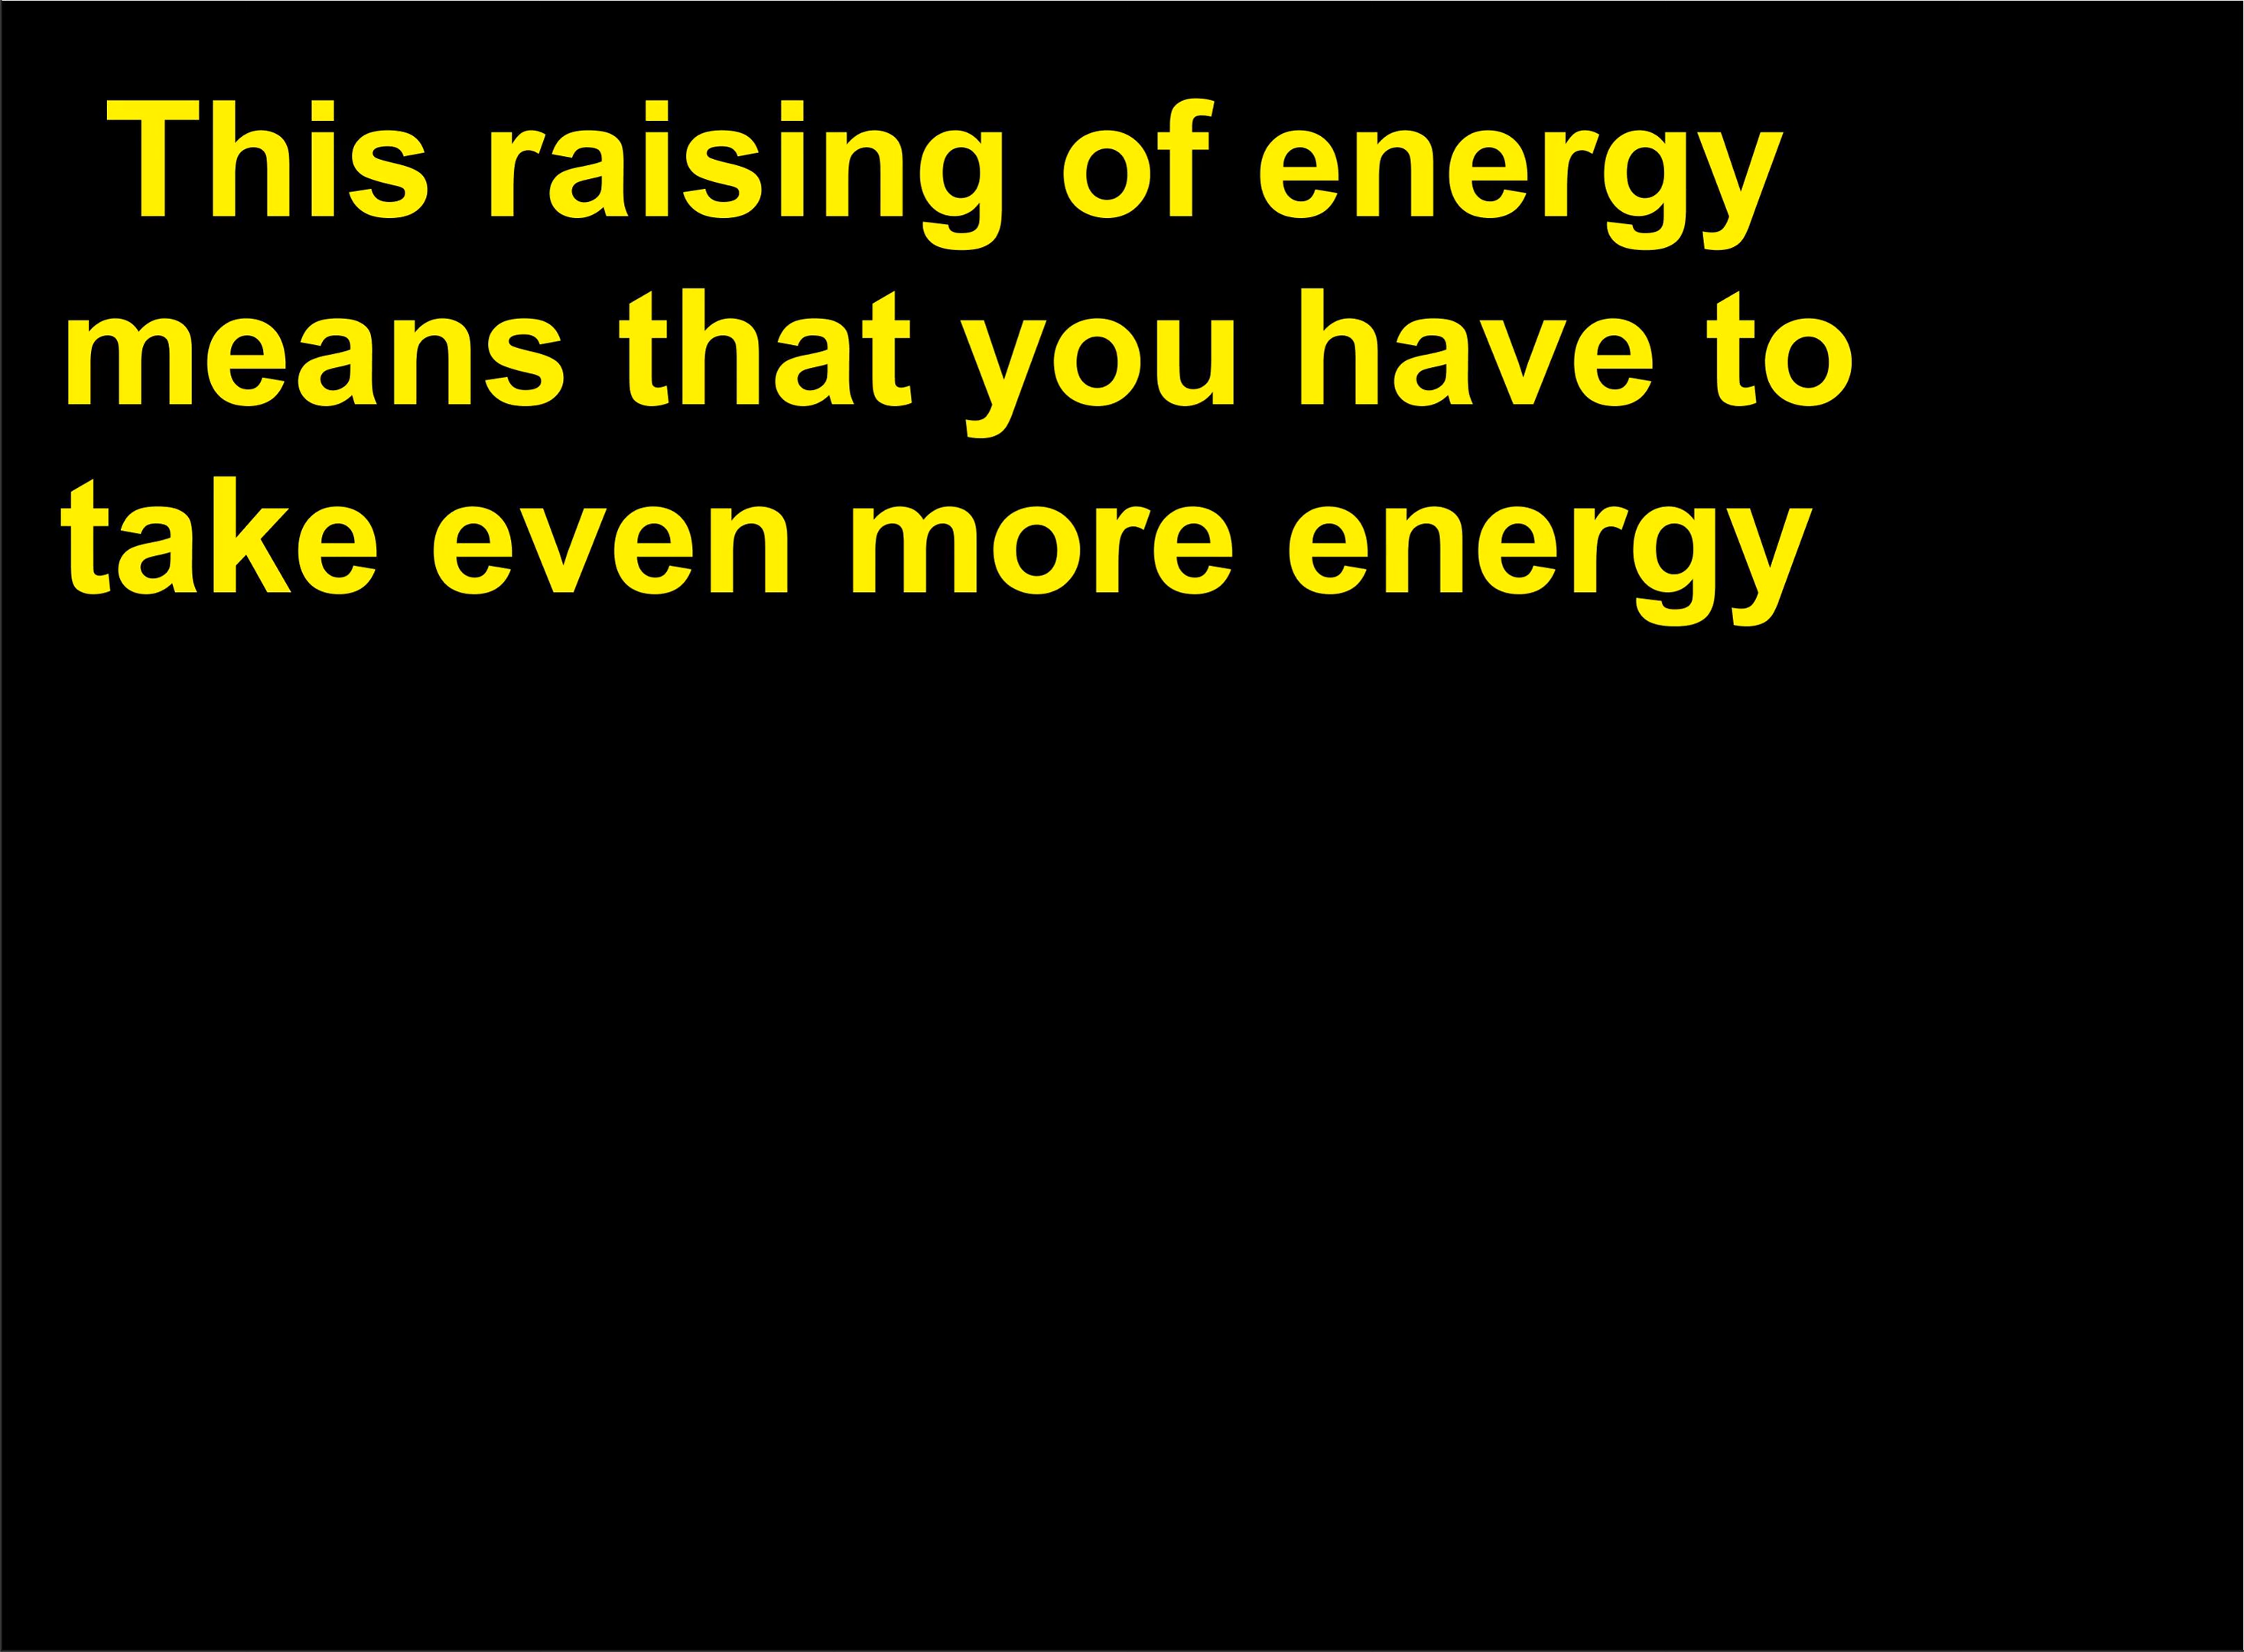 This raising of energy
means that you have to
take even more energy